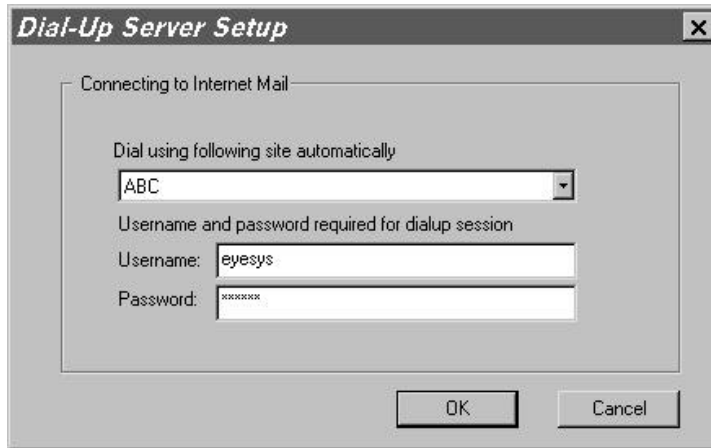 Dial-Up Server Setup
Connecting to Internet Mail
Dial using following site automatically
ABC
Username and password required for dialup session
Username: eyesys
Password: ******
OK Cancel